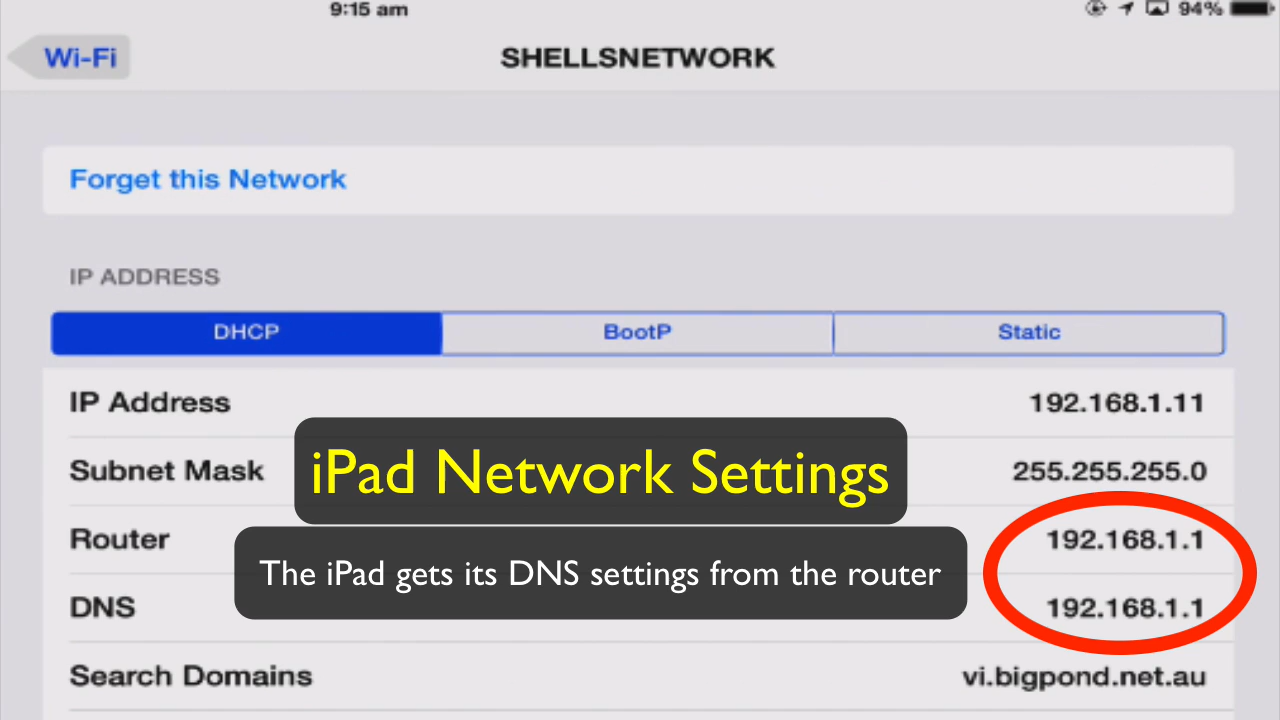 9:15 am 94%
Wi-Fi SHELLSNETWORK
Forget this Network
IP ADDRESS
DHCP BootP Static
IP Address 192.168.1.11
iPad Network Settings
Subnet Mask 255.255.255.0
Router 192.168.1.1
The iPad gets its DNS settings from the router
DNS 192.168.1.1
Search Domains vi.bigpond.net.au